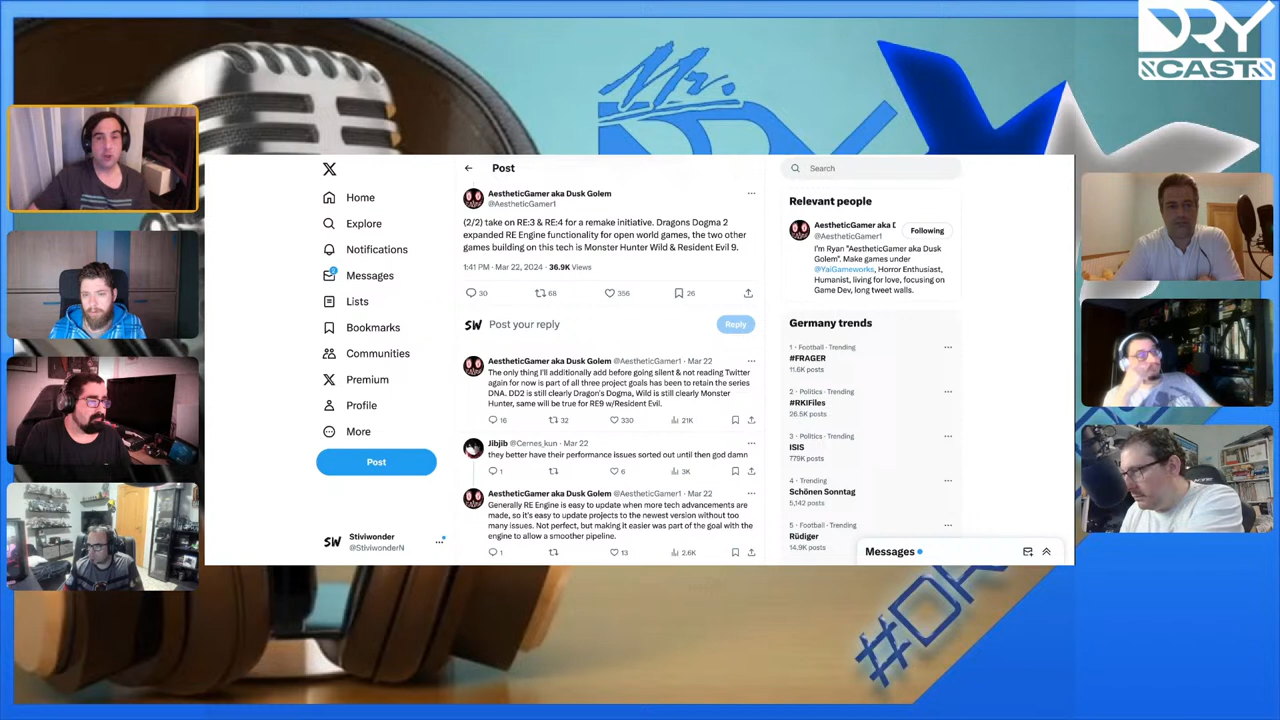 DRY
CAST
Mr.
DRY
Home
Explore
Notifications
Messages
Lists
Bookmarks
Communities
Premium
Profile
More
Post
SW Stiviwonder
@StiviwonderN
Post
AestheticGamer aka Dusk Golem
@AestheticGamer1
(2/2) take on RE:3 & RE:4 for a remake initiative. Dragons Dogma 2
expanded RE Engine functionality for open world games, the two other
games building on this tech is Monster Hunter Wild & Resident Evil 9.
1:41 PM · Mar 22, 2024 · 36.9K Views
30 68 356 26
SW Post your reply Reply
AestheticGamer aka Dusk Golem @AestheticGamer1 · Mar 22
The only thing I'll additionally add before going silent & not reading Twitter
again for now is part of all three project goals has been to retain the series
DNA. DD2 is still clearly Dragon's Dogma, Wild is still clearly Monster
Hunter, same will be true for RE9 w/Resident Evil.
16 32 330 21K
Jibjib @Cernes_kun · Mar 22
they better have their performance issues sorted out until then god damn
1 6 3K
AestheticGamer aka Dusk Golem @AestheticGamer1 · Mar 22
Generally RE Engine is easy to update when more tech advancements are
made, so it's easy to update projects to the newest version without too
many issues. Not perfect, but making it easier was part of the goal with the
engine to allow a smoother pipeline.
1 13 2.6K
Search
Relevant people
AestheticGamer aka D
@AestheticGamer1
Following
I'm Ryan "AestheticGamer aka Dusk
Golem". Make games under
@YaiGameworks, Horror Enthusiast,
Humanist, living for love, focusing on
Game Dev, long tweet walls.
Germany trends
1 · Football · Trending
#FRAGER
11.6K posts
2 · Politics · Trending
#RKIFiles
26.5K posts
3 · Politics · Trending
ISIS
779K posts
4 · Trending
Schönen Sonntag
5,142 posts
5 · Football · Trending
Rüdiger
14.9K posts
Messages